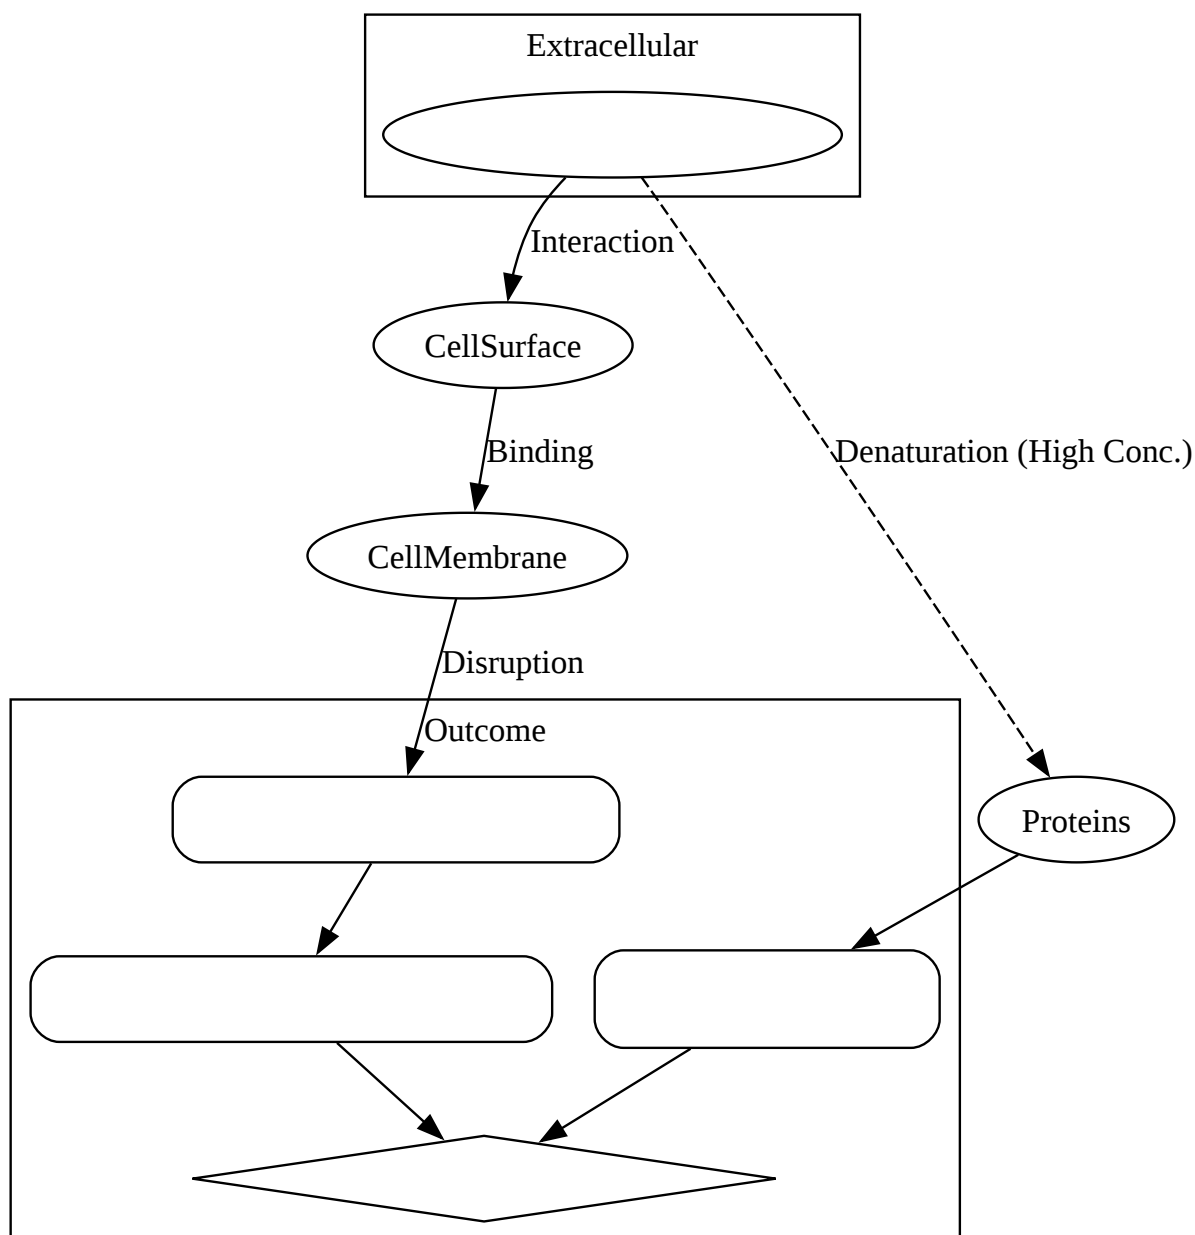 Extracellular
Interaction
CellSurface
Binding
Denaturation (High Conc.)
CellMembrane
Disruption
Outcome
Proteins